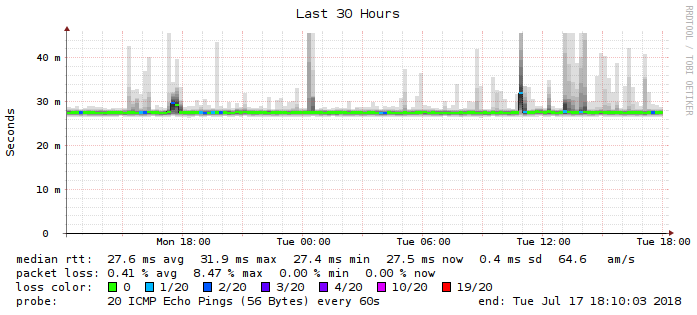 Last 30 Hours
RRDTOOL / TOBI OETIKER
Seconds
40 m
30 m
20 m
10 m
0
Mon 18:00 Tue 00:00 Tue 06:00 Tue 12:00 Tue 18:00
median rtt: 27.6 ms avg 31.9 ms max 27.4 ms min 27.5 ms now 0.4 ms sd 64.6 am/s
packet loss: 0.41 % avg 8.47 % max 0.00 % min 0.00 % now
loss color: 0 1/20 2/20 3/20 4/20 10/20 19/20
probe: 20 ICMP Echo Pings (56 Bytes) every 60s end: Tue Jul 17 18:10:03 2018